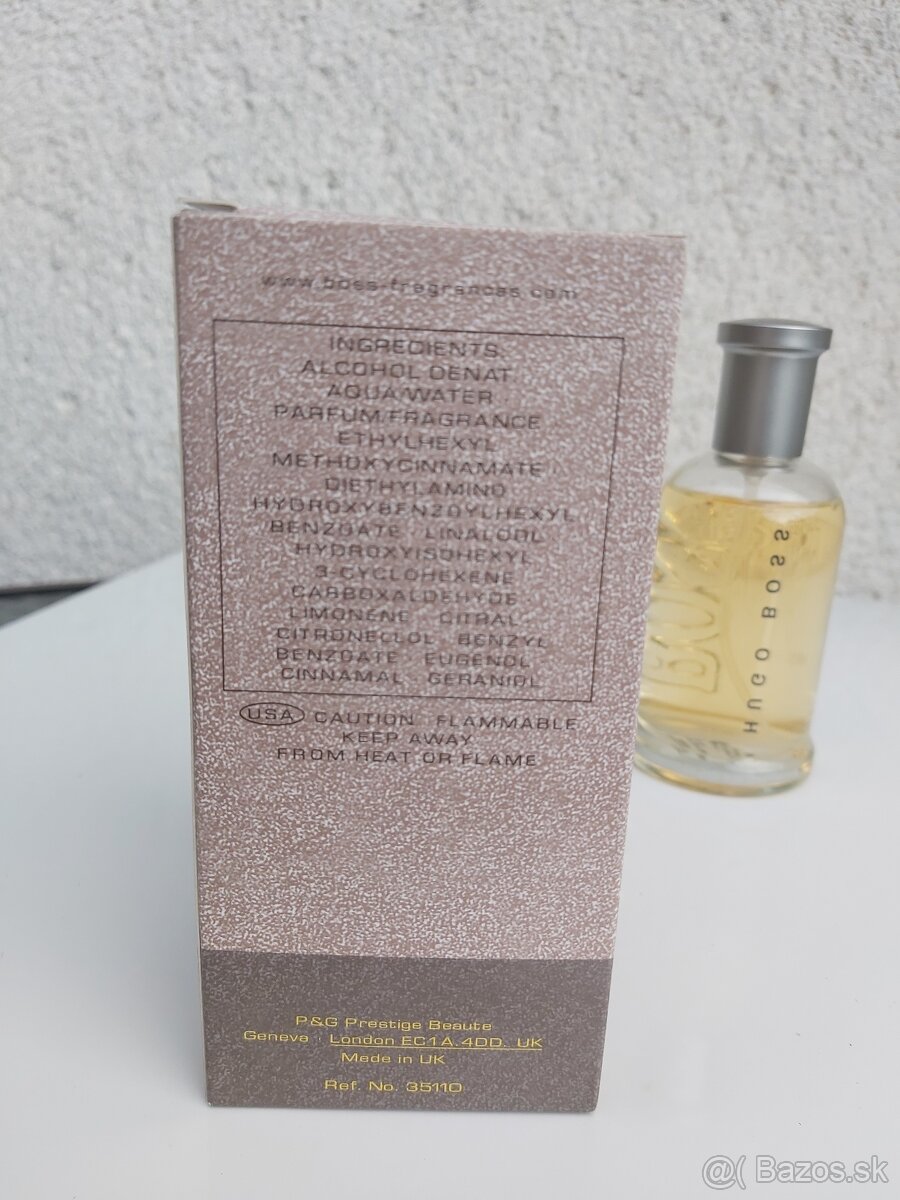 www.boss-fragrances.com
INGREDIENTS:
ALCOHOL DENAT
AQUA/WATER ·
PARFUM/FRAGRANCE
ETHYLHEXYL
METHOXYCINNAMATE ·
DIETHYLAMINO
HYDROXYBENZOYLHEXYL
BENZOATE · LINALOOL
HYDROXYISOHEXYL
3-CYCLOHEXENE
CARBOXALDEHYDE
LIMONENE · CITRAL ·
CITRONELLOL · BENZYL
BENZOATE · EUGENOL
CINNAMAL · GERANIOL
USA CAUTION FLAMMABLE
KEEP AWAY
FROM HEAT OR FLAME
P&G Prestige Beaute
Geneva · London EC1A 4DD. UK
Made in UK
Ref. No. 35110
HUGO BOSS
@( Bazos.sk